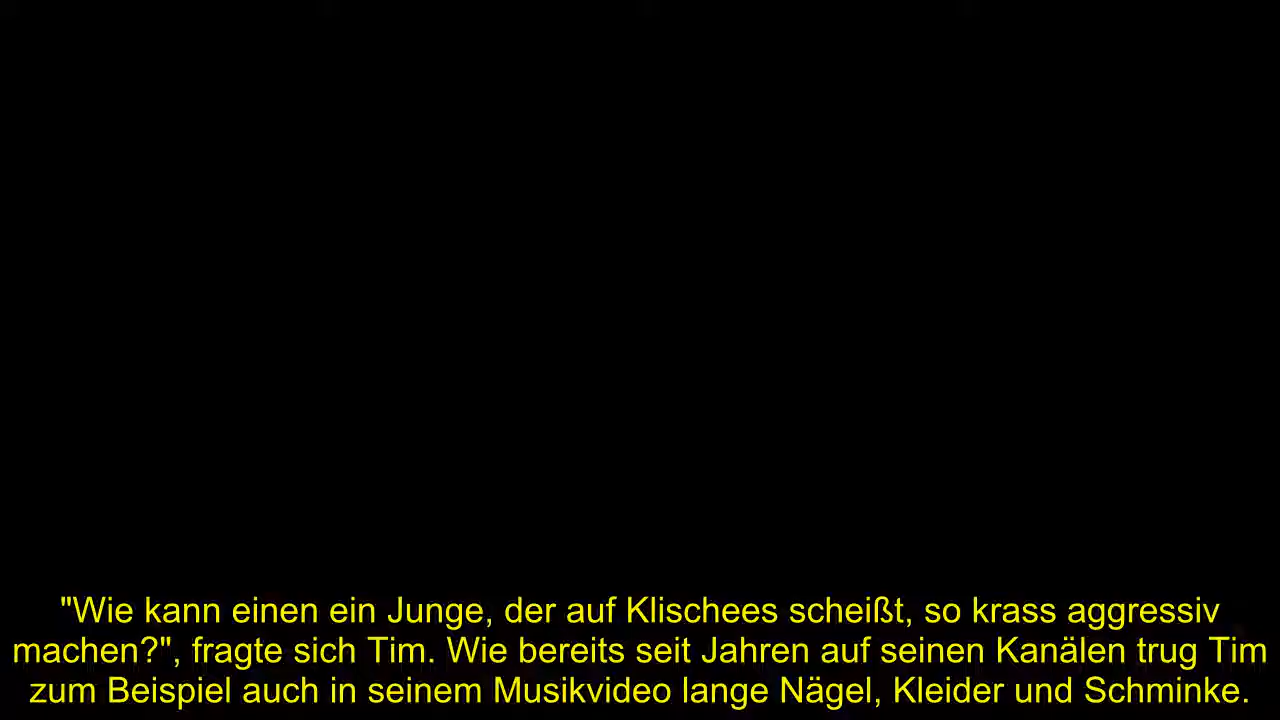 "Wie kann einen ein Junge, der auf Klischees scheißt, so krass aggressiv
machen?", fragte sich Tim. Wie bereits seit Jahren auf seinen Kanälen trug Tim
zum Beispiel auch in seinem Musikvideo lange Nägel, Kleider und Schminke.